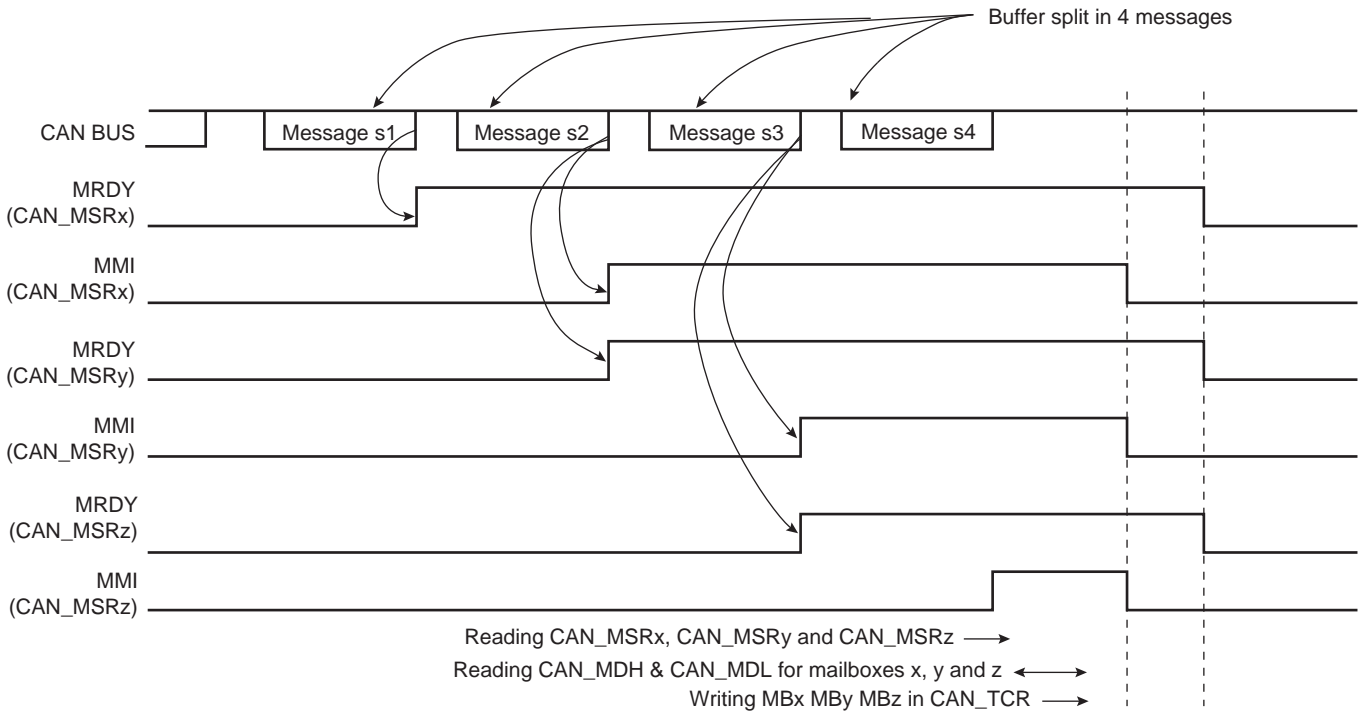 Buffer split in 4 messages
CAN BUS
Message s1
Message s2
Message s3
Message s4
MRDY
(CAN_MSRx)
MMI
(CAN_MSRx)
MRDY
(CAN_MSRy)
MMI
(CAN_MSRy)
MRDY
(CAN_MSRz)
MMI
(CAN_MSRz)
Reading CAN_MSRx, CAN_MSRy and CAN_MSRz
Reading CAN_MDH & CAN_MDL for mailboxes x, y and z
Writing MBx MBy MBz in CAN_TCR